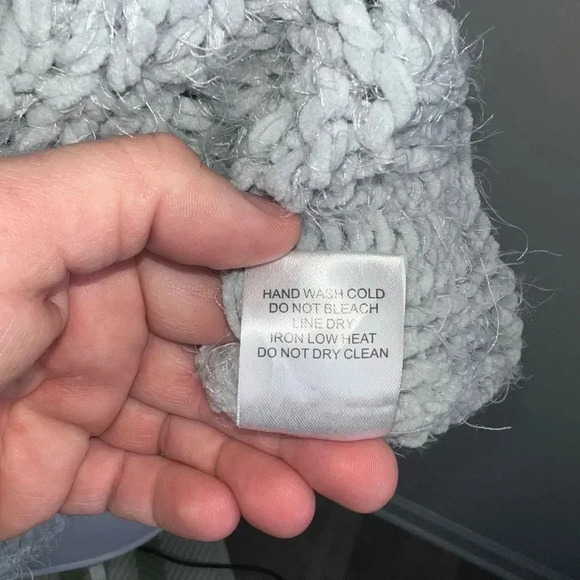 HAND WASH COLD
DO NOT BLEACH
LINE DRY
IRON LOW HEAT
DO NOT DRY CLEAN